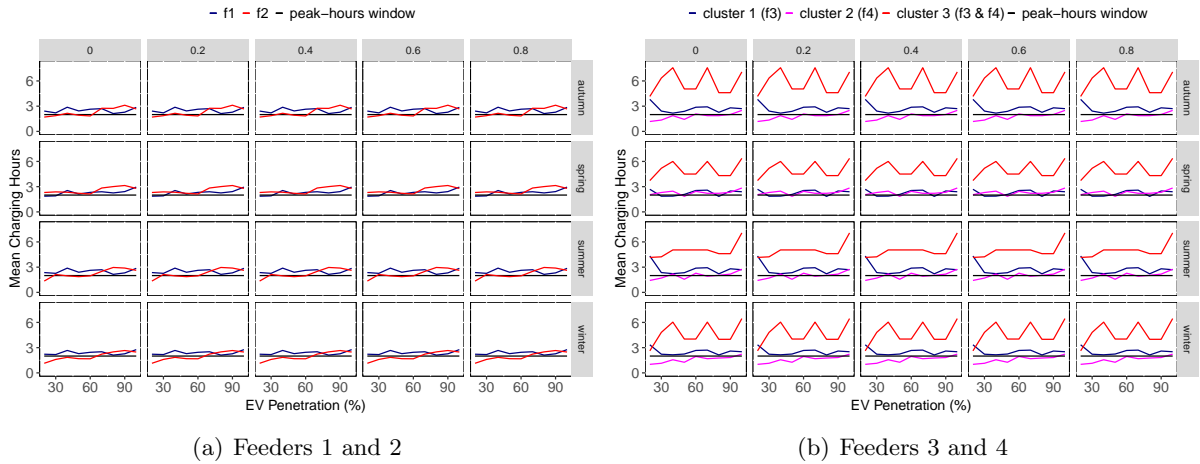 f1 f2 peak−hours window
0 0.2 0.4 0.6 0.8
Mean Charging Hours
6
3
0
autumn
6
3
0
spring
6
3
0
summer
6
3
0
winter
30 60 90 30 60 90 30 60 90 30 60 90 30 60 90
EV Penetration (%)
(a) Feeders 1 and 2
cluster 1 (f3) cluster 2 (f4) cluster 3 (f3 & f4) peak−hours window
0 0.2 0.4 0.6 0.8
Mean Charging Hours
6
3
0
autumn
6
3
0
spring
6
3
0
summer
6
3
0
winter
30 60 90 30 60 90 30 60 90 30 60 90 30 60 90
EV Penetration (%)
(b) Feeders 3 and 4